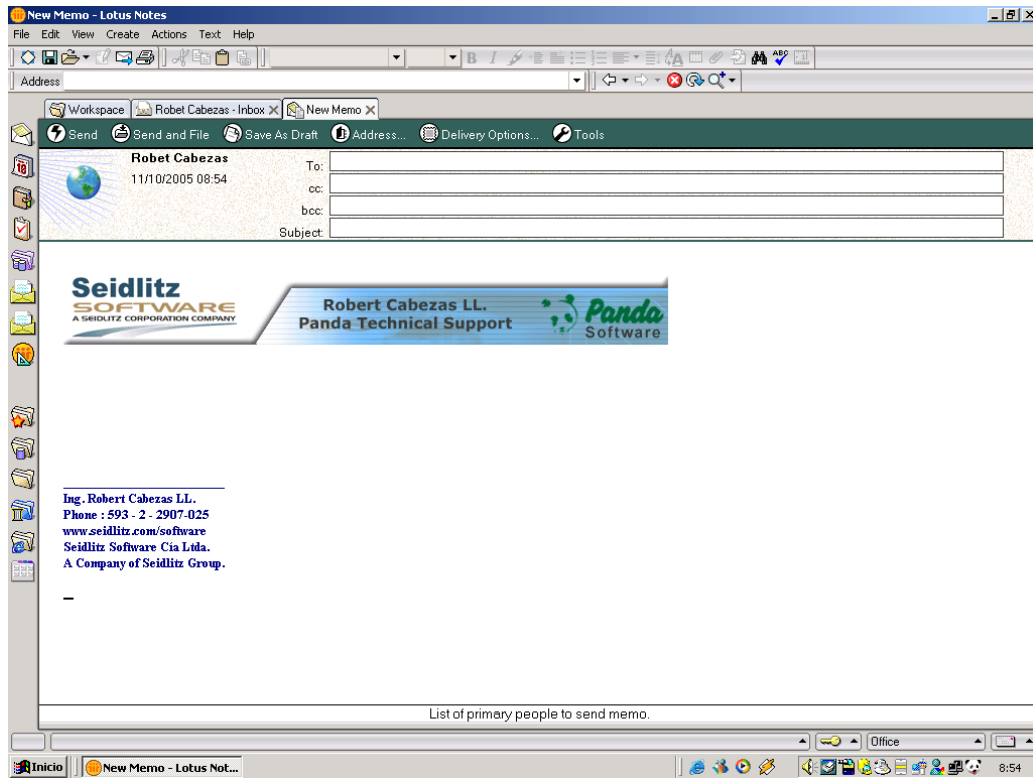 New Memo - Lotus Notes
File Edit View Create Actions Text Help
Address
Workspace Robet Cabezas - Inbox New Memo
Send Send and File Save As Draft Address... Delivery Options... Tools
Robet Cabezas
11/10/2005 08:54
To:
cc:
bcc:
Subject:
Seidlitz
SOFTWARE
A SEIDLITZ CORPORATION COMPANY
Robert Cabezas LL.
Panda Technical Support
Panda
Software
Ing. Robert Cabezas LL.
Phone : 593 - 2 - 2907-025
www.seidlitz.com/software
Seidlitz Software Cía Ltda.
A Company of Seidlitz Group.
List of primary people to send memo.
Office
Inicio New Memo - Lotus Not... 8:54